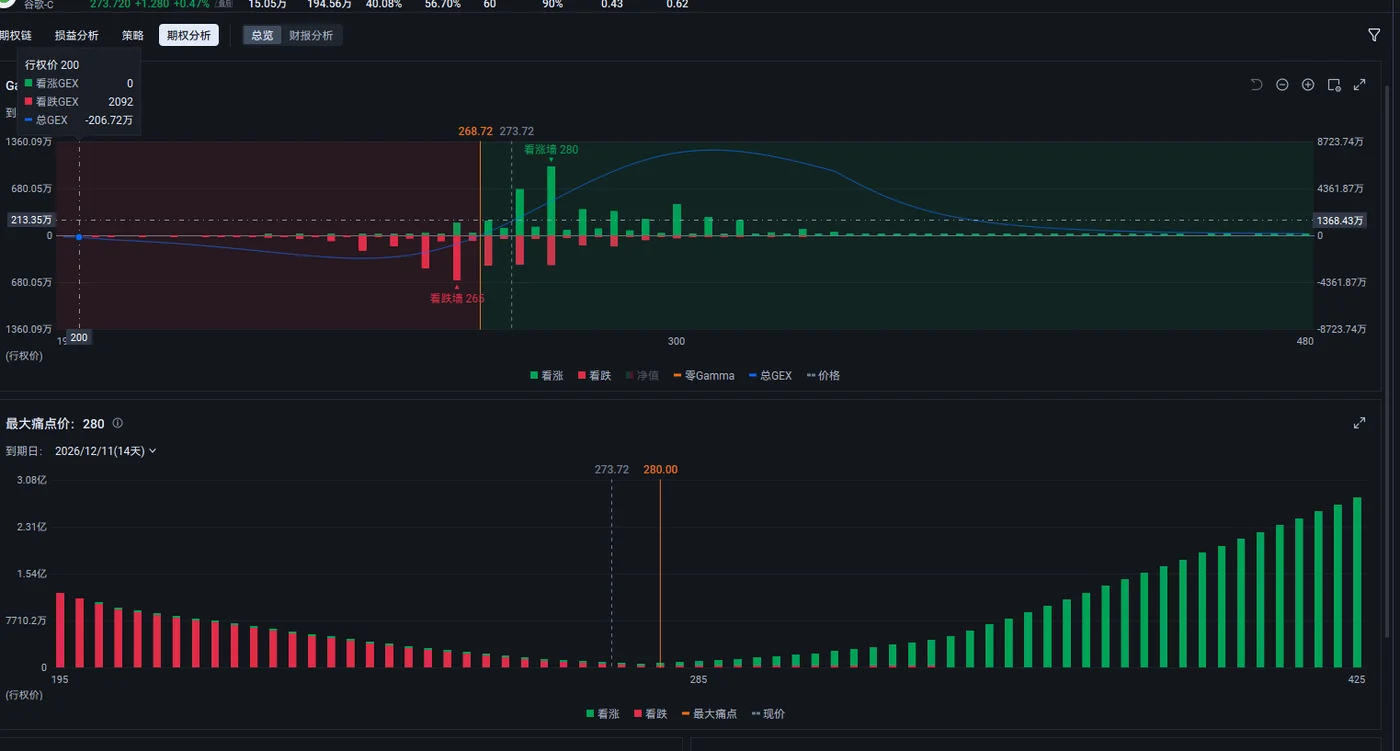 谷歌-C 273.720 +1.280 +0.47% 15.05万 194.56万 40.08% 56.70% 60 90% 0.43 0.62
期权链 损益分析 策略 期权分析 总览 财报分析
行权价 200
看涨GEX 0
看跌GEX 2092
总GEX -206.72万
Ga
到
268.72 273.72
1360.09万 看涨墙 280 8723.74万
680.05万 4361.87万
213.35万 1368.43万
0 0
680.05万 -4361.87万
看跌墙 265
1360.09万 -8723.74万
19 200 300 480
(行权价)
看涨 看跌 净值 零Gamma 总GEX 价格
最大痛点价: 280
到期日: 2026/12/11(14天)
273.72 280.00
3.08亿
2.31亿
1.54亿
7710.2万
0
195 285 425
(行权价)
看涨 看跌 最大痛点 现价